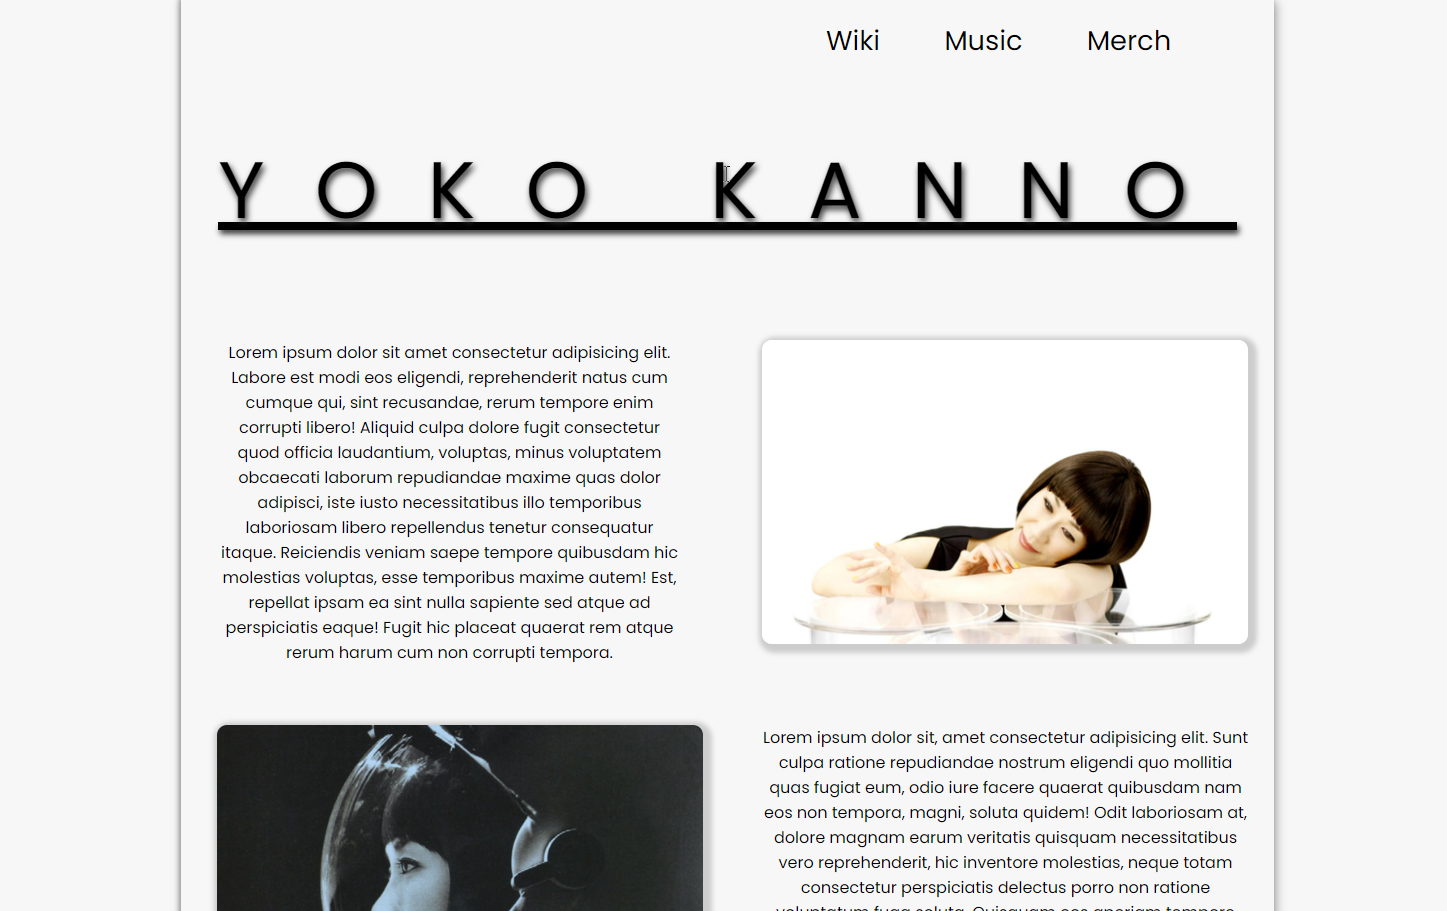 Wiki Music Merch
YOKO KANNO
Lorem ipsum dolor sit amet consectetur adipisicing elit.
Labore est modi eos eligendi, reprehenderit natus cum
cumque qui, sint recusandae, rerum tempore enim
corrupti libero! Aliquid culpa dolore fugit consectetur
quod officia laudantium, voluptas, minus voluptatem
obcaecati laborum repudiandae maxime quas dolor
adipisci, iste iusto necessitatibus illo temporibus
laboriosam libero repellendus tenetur consequatur
itaque. Reiciendis veniam saepe tempore quibusdam hic
molestias voluptas, esse temporibus maxime autem! Est,
repellat ipsam ea sint nulla sapiente sed atque ad
perspiciatis eaque! Fugit hic placeat quaerat rem atque
rerum harum cum non corrupti tempora.
Lorem ipsum dolor sit, amet consectetur adipisicing elit. Sunt
culpa ratione repudiandae nostrum eligendi quo mollitia
quas fugiat eum, odio iure facere quaerat quibusdam nam
eos non tempora, magni, soluta quidem! Odit laboriosam at,
dolore magnam earum veritatis quisquam necessitatibus
vero reprehenderit, hic inventore molestias, neque totam
consectetur perspiciatis delectus porro non ratione